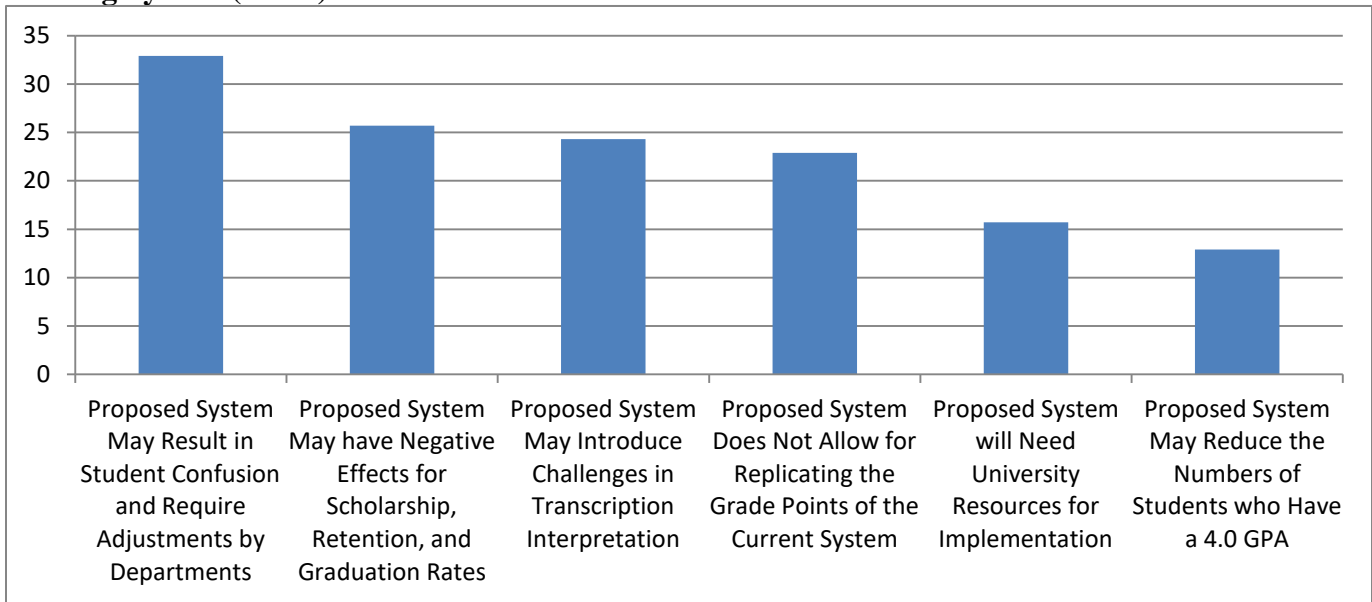 35
30
25
20
15
10
5
0
Proposed System
May Result in
Student Confusion
and Require
Adjustments by
Departments
Proposed System
May have Negative
Effects for
Scholarship,
Retention, and
Graduation Rates
Proposed System
May Introduce
Challenges in
Transcription
Interpretation
Proposed System
Does Not Allow for
Replicating the
Grade Points of the
Current System
Proposed System
will Need
University
Resources for
Implementation
Proposed System
May Reduce the
Numbers of
Students who Have
a 4.0 GPA